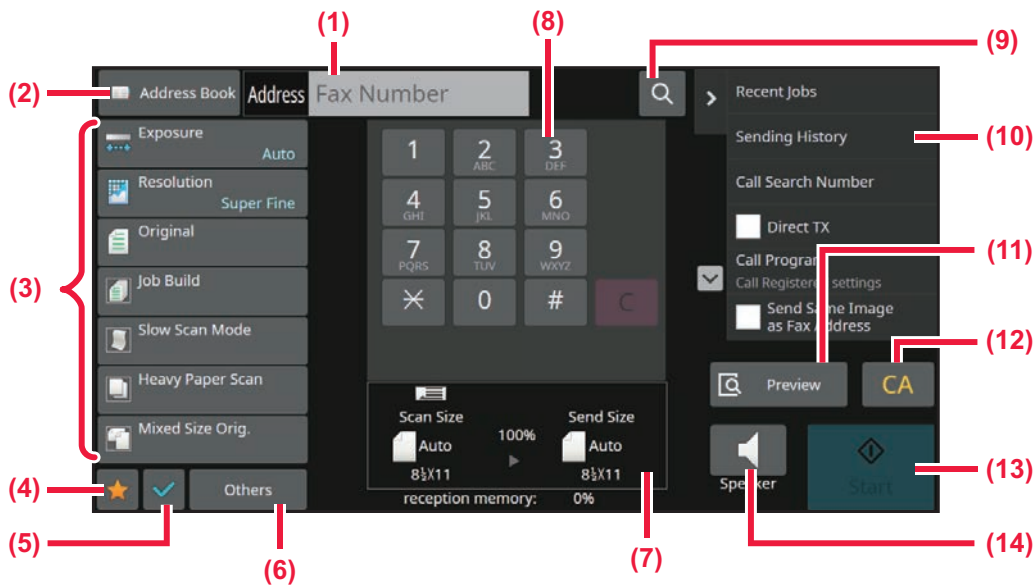 (1)
(8)
(9)
(2)
Address Book
Address
Fax Number
Recent Jobs
(3)
Exposure
Auto
Resolution
Super Fine
Original
Job Build
Slow Scan Mode
Heavy Paper Scan
Mixed Size Orig.
1
2
ABC
3
DEF
4
GHI
5
JKL
6
MNO
7
PQRS
8
TUV
9
WXYZ
0
#
C
Sending History
(10)
Call Search Number
Direct TX
(11)
Call Program
Call Registered settings
Send Same Image
as Fax Address
(12)
Preview
CA
Scan Size
Send Size
Auto
100%
Auto
8½X11
8½X11
reception memory: 0%
Speaker
Start
(13)
(4)
Others
(5)
(6)
(7)
(14)